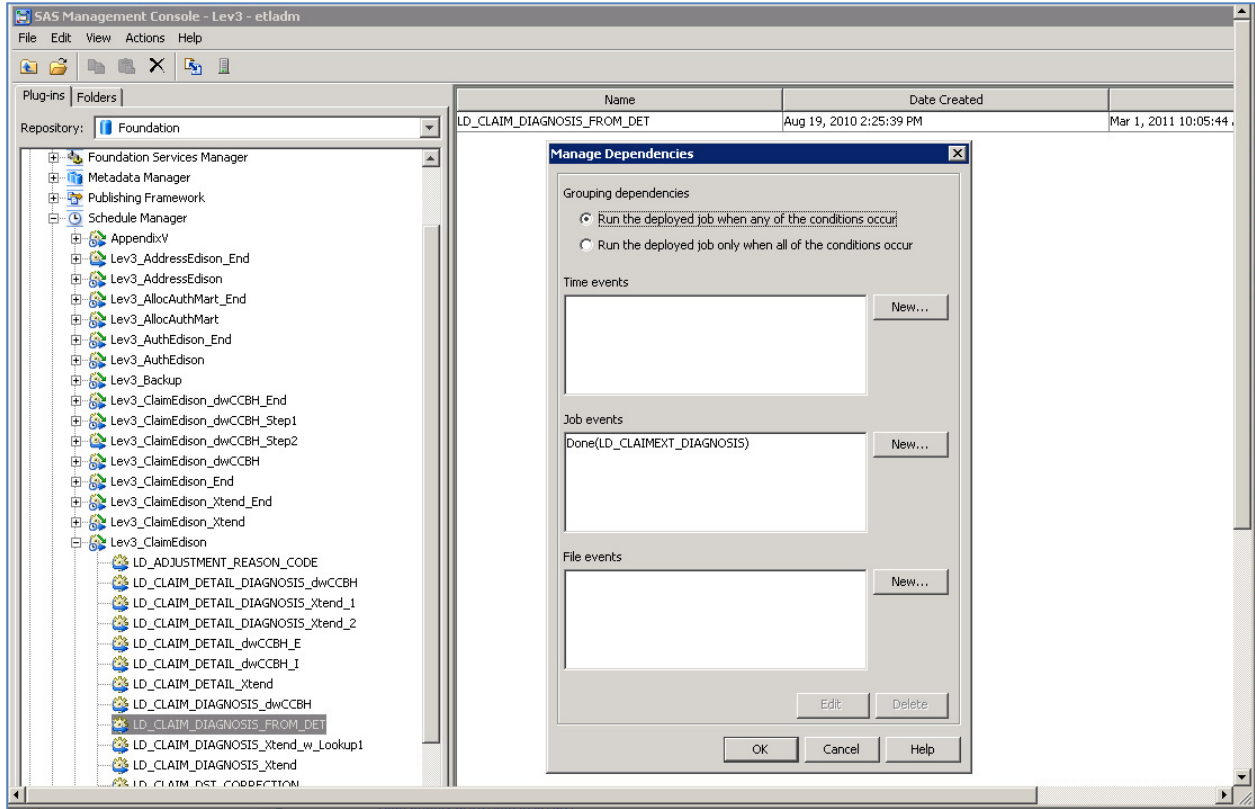 SAS Management Console - Lev3 - etladm
File Edit View Actions Help
Plug-ins Folders
Repository: Foundation
Foundation Services Manager
Metadata Manager
Publishing Framework
Schedule Manager
AppendixV
Lev3_AddressEdison_End
Lev3_AddressEdison
Lev3_AllocAuthMart_End
Lev3_AllocAuthMart
Lev3_AuthEdison_End
Lev3_AuthEdison
Lev3_Backup
Lev3_ClaimEdison_dwCCBH_End
Lev3_ClaimEdison_dwCCBH_Step1
Lev3_ClaimEdison_dwCCBH_Step2
Lev3_ClaimEdison_dwCCBH
Lev3_ClaimEdison_End
Lev3_ClaimEdison_Xtend_End
Lev3_ClaimEdison_Xtend
Lev3_ClaimEdison
LD_ADJUSTMENT_REASON_CODE
LD_CLAIM_DETAIL_DIAGNOSIS_dwCCBH
LD_CLAIM_DETAIL_DIAGNOSIS_Xtend_1
LD_CLAIM_DETAIL_DIAGNOSIS_Xtend_2
LD_CLAIM_DETAIL_dwCCBH_E
LD_CLAIM_DETAIL_dwCCBH_I
LD_CLAIM_DETAIL_Xtend
LD_CLAIM_DIAGNOSIS_dwCCBH
LD_CLAIM_DIAGNOSIS_FROM_DET
LD_CLAIM_DIAGNOSIS_Xtend_w_Lookup1
LD_CLAIM_DIAGNOSIS_Xtend
LD_CLAIM_DST_CORRECTION
Name Date Created
LD_CLAIM_DIAGNOSIS_FROM_DET Aug 19, 2010 2:25:39 PM Mar 1, 2011 10:05:44
Manage Dependencies
Grouping dependencies
Run the deployed job when any of the conditions occur
Run the deployed job only when all of the conditions occur
Time events
New...
Job events
Done(LD_CLAIMEXT_DIAGNOSIS)
New...
File events
New...
Edit Delete
OK Cancel Help